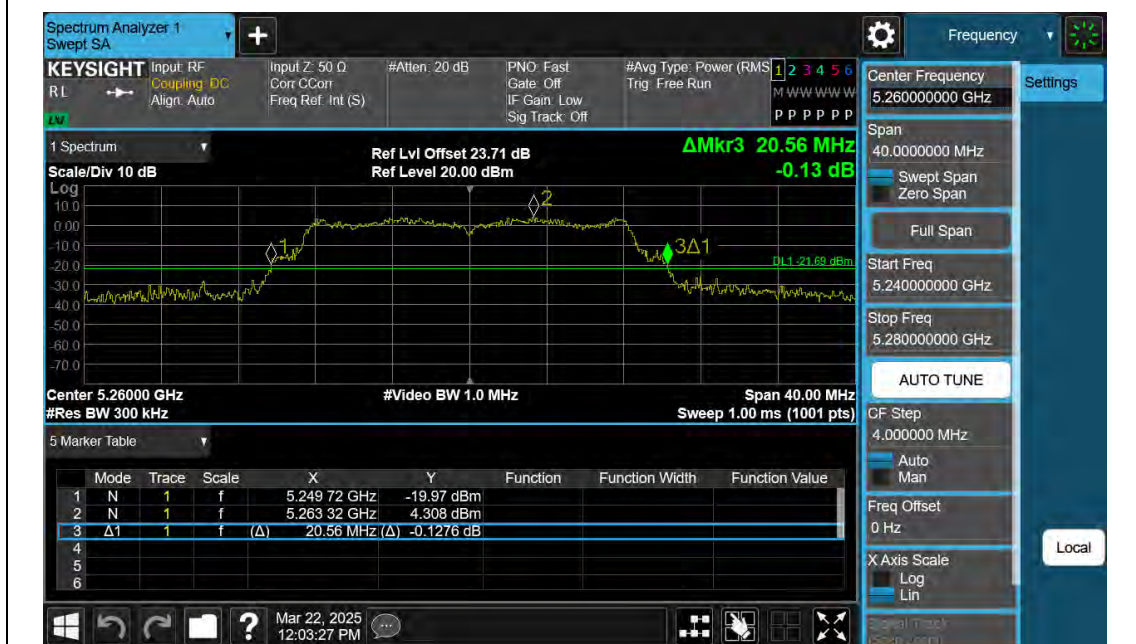 Spectrum Analyzer 1
Swept SA
Frequency
KEYSIGHT
RL
LXI
Input: RF
Coupling: DC
Align: Auto
Input Z: 50 Ω
Corr CCorr
Freq Ref: Int (S)
#Atten: 20 dB
PNO: Fast
Gate: Off
IF Gain: Low
Sig Track: Off
#Avg Type: Power (RMS
Trig: Free Run
1 2 3 4 5 6
M W W W W W
P P P P P P
Center Frequency
5.260000000 GHz
Settings
1 Spectrum
Scale/Div 10 dB
Ref Lvl Offset 23.71 dB
Ref Level 20.00 dBm
ΔMkr3 20.56 MHz
-0.13 dB
Span
40.0000000 MHz
Swept Span
Zero Span
Full Span
Log
10.0
0.00
-10.0
-20.0
-30.0
-40.0
-50.0
-60.0
-70.0
1
2
3Δ1
DL1 -21.69 dBm
Start Freq
5.240000000 GHz
Stop Freq
5.280000000 GHz
AUTO TUNE
Center 5.26000 GHz
#Video BW 1.0 MHz
Span 40.00 MHz
#Res BW 300 kHz
Sweep 1.00 ms (1001 pts)
CF Step
4.000000 MHz
Auto
Man
5 Marker Table
Mode Trace Scale X Y Function Function Width Function Value
1 N 1 f 5.249 72 GHz -19.97 dBm
2 N 1 f 5.263 32 GHz 4.308 dBm
3 Δ1 1 f (Δ) 20.56 MHz (Δ) -0.1276 dB
4
5
6
Freq Offset
0 Hz
Local
X Axis Scale
Log
Lin
Signal Track
?
Mar 22, 2025
12:03:27 PM